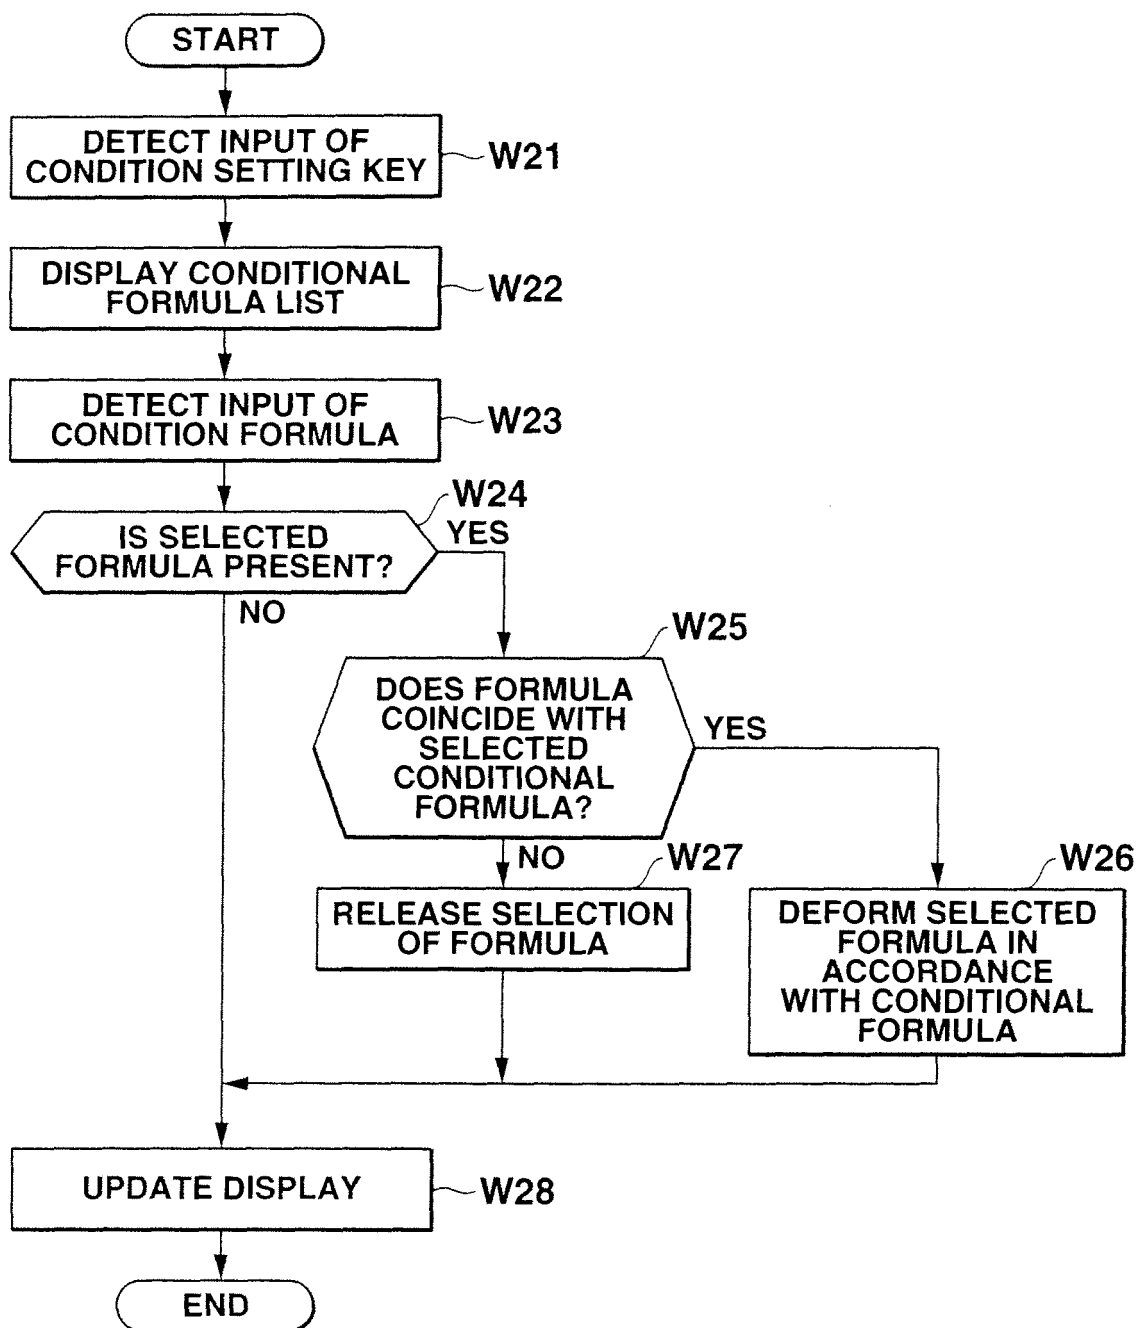 START
DETECT INPUT OF
CONDITION SETTING KEY
W21
DISPLAY CONDITIONAL
FORMULA LIST
W22
DETECT INPUT OF
CONDITION FORMULA
W23
W24
IS SELECTED
FORMULA PRESENT?
YES
NO
W25
DOES FORMULA
COINCIDE WITH
SELECTED
CONDITIONAL
FORMULA?
YES
NO
W27
RELEASE SELECTION
OF FORMULA
W26
DEFORM SELECTED
FORMULA IN
ACCORDANCE
WITH CONDITIONAL
FORMULA
UPDATE DISPLAY
W28
END